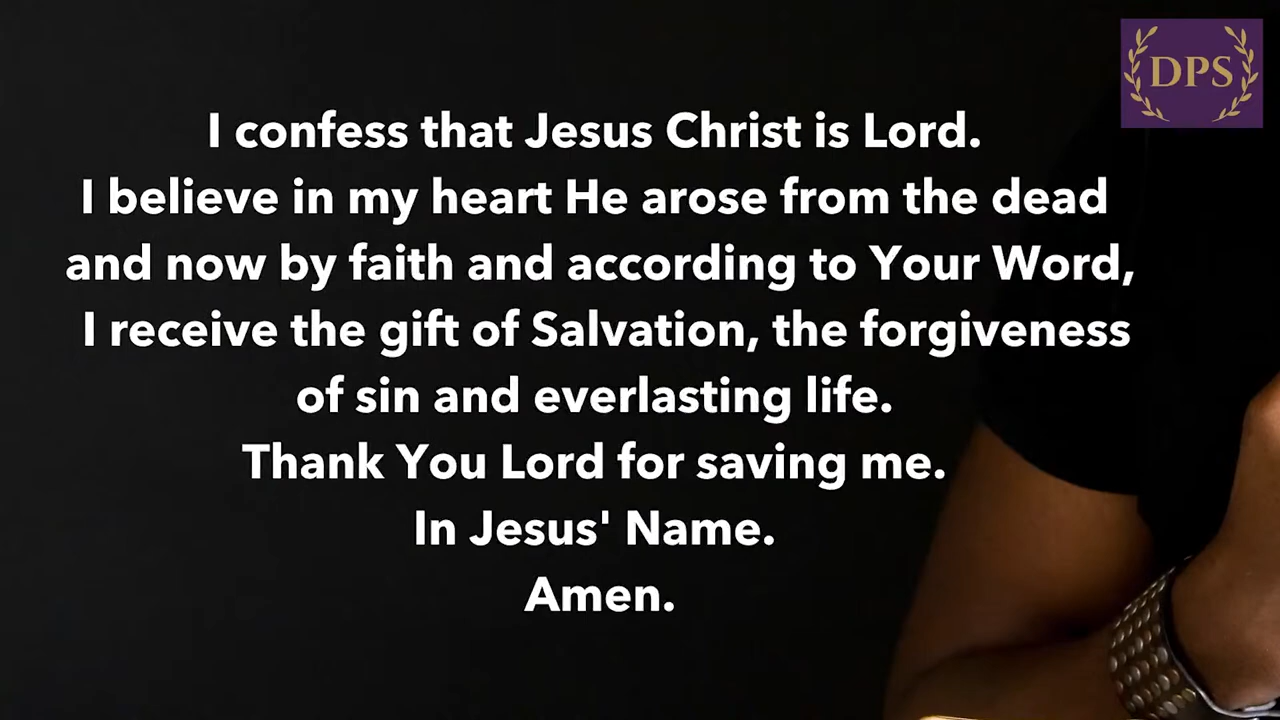 DPS
I confess that Jesus Christ is Lord.
I believe in my heart He arose from the dead
and now by faith and according to Your Word,
I receive the gift of Salvation, the forgiveness
of sin and everlasting life.
Thank You Lord for saving me.
In Jesus' Name.
Amen.